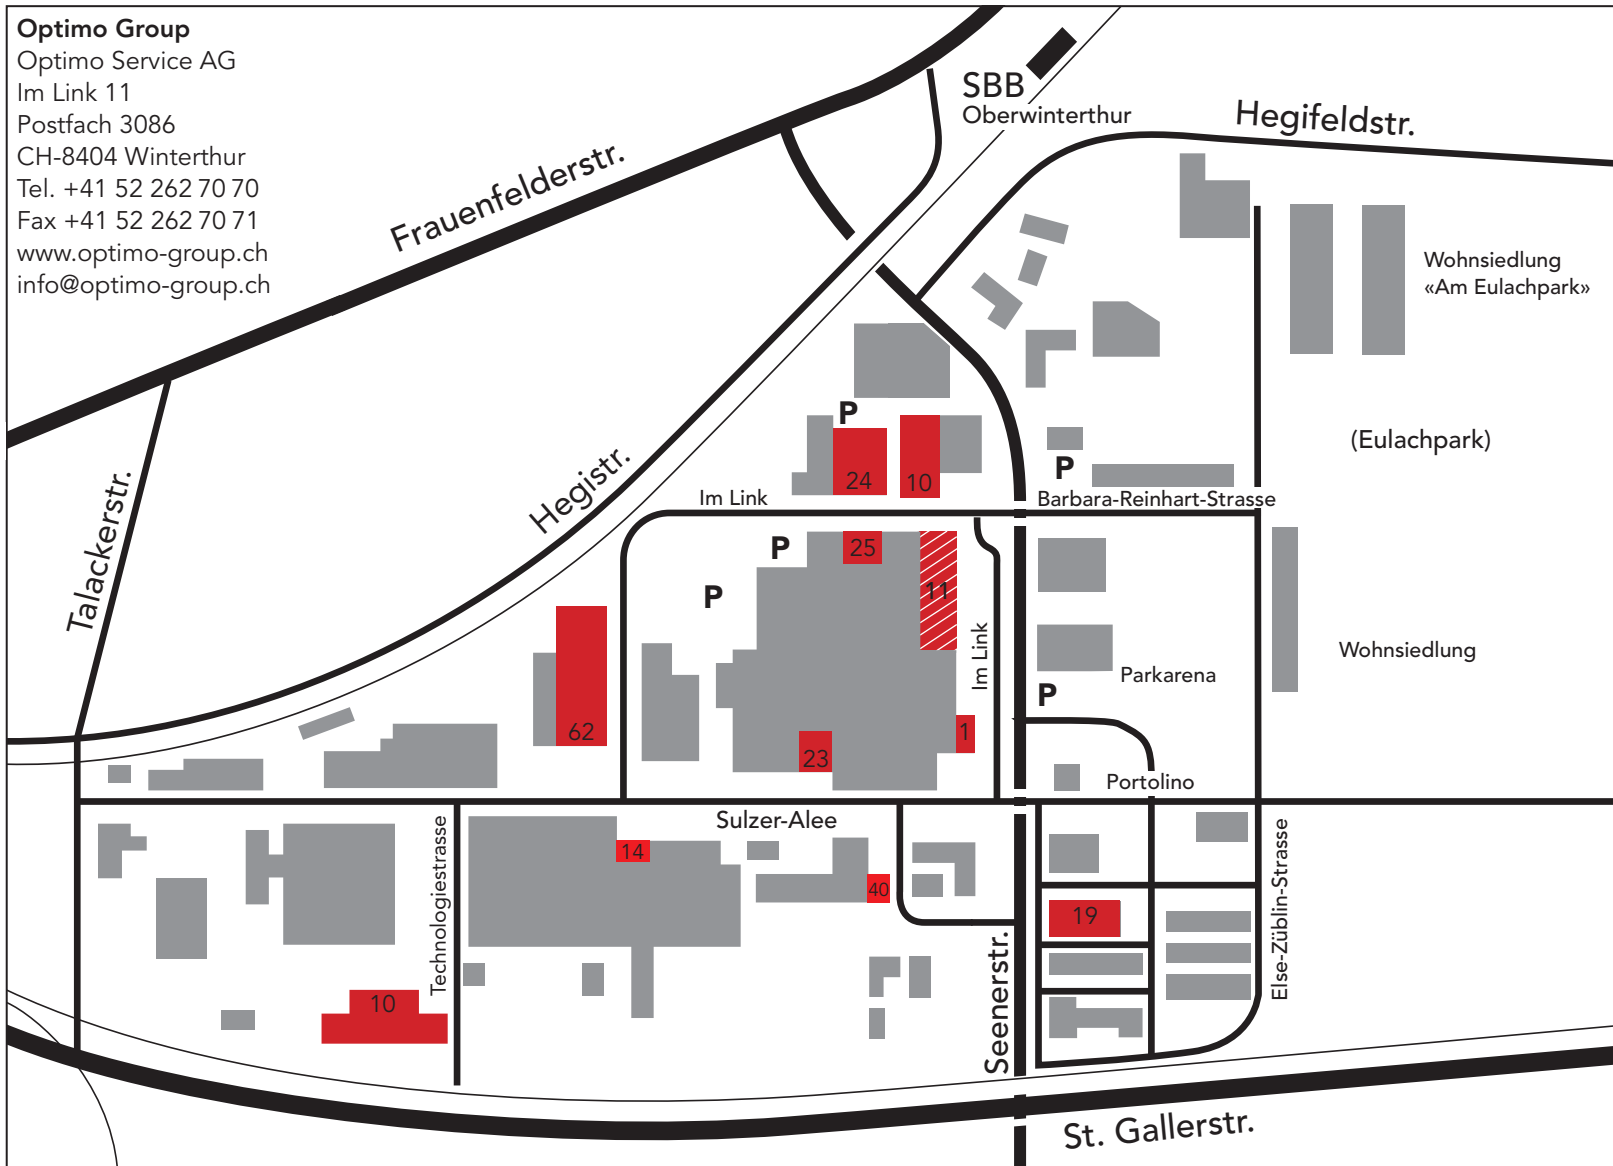 Optimo Group
Optimo Service AG
Im Link 11
Postfach 3086
CH-8404 Winterthur
Tel. +41 52 262 70 70
Fax +41 52 262 70 71
www.optimo-group.ch
info@optimo-group.ch
SBB
Oberwinterthur
Hegifeldstr.
Frauenfelderstr.
Wohnsiedlung
«Am Eulachpark»
P
(Eulachpark)
P
24
10
Talackerstr.
Hegistr.
Im Link
Barbara-Reinhart-Strasse
P
25
P
11
Im Link
Wohnsiedlung
Parkarena
P
62
23
1
Portolino
Sulzer-Alee
Technologiestrasse
14
40
19
Else-Züblin-Strasse
Seenerstr.
10
St. Gallerstr.